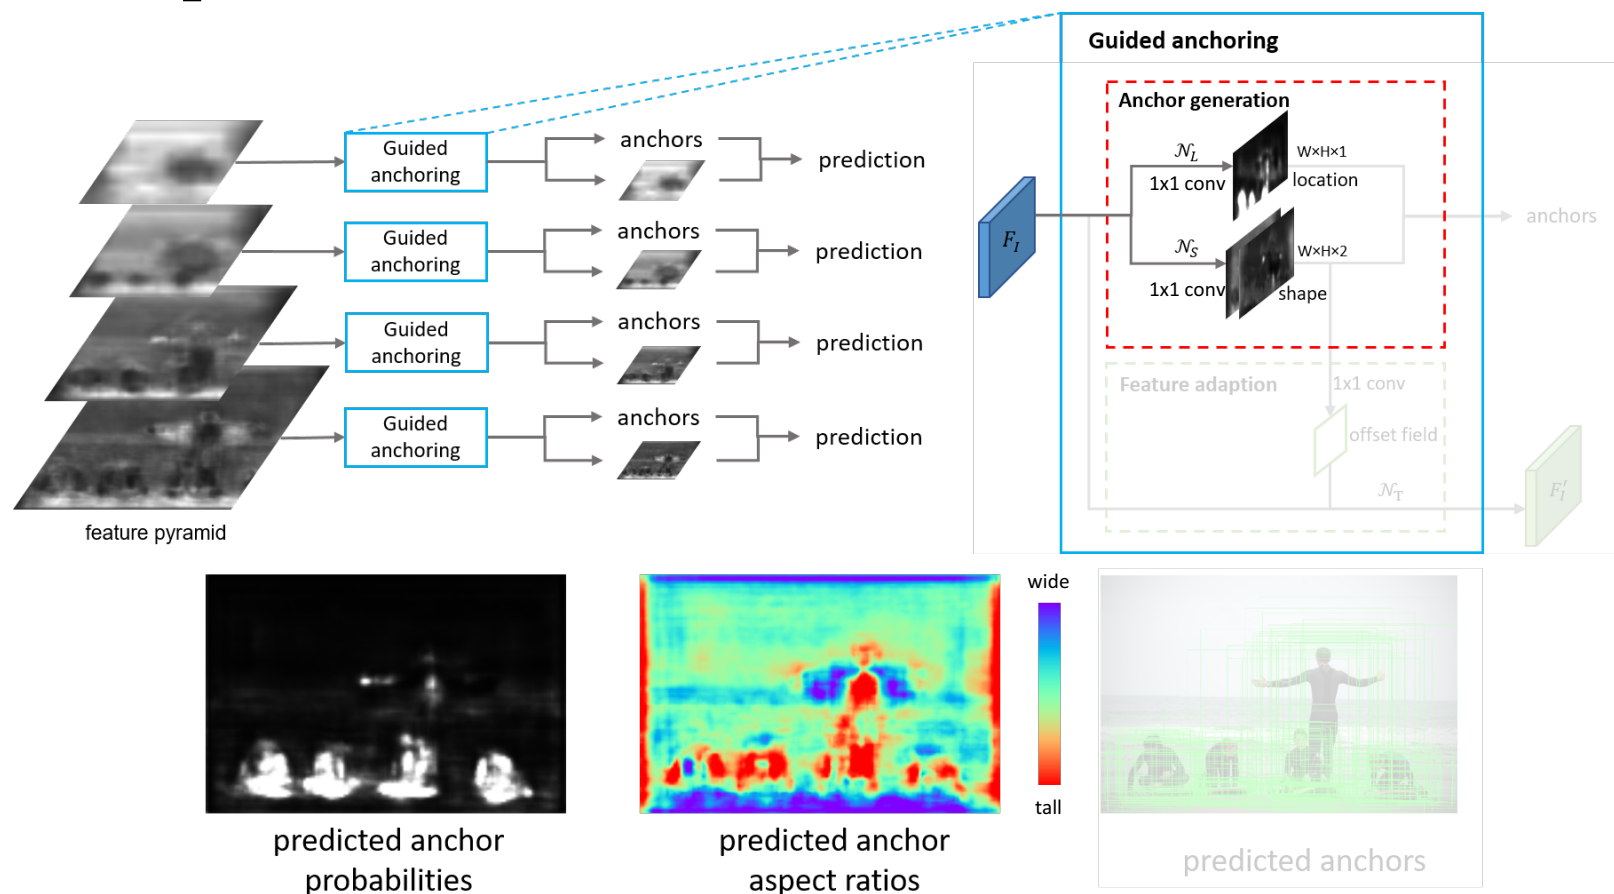 Guided anchoring
Anchor generation
𝒩_L
1x1 conv
W×H×1
location
𝒩_S
1x1 conv
W×H×2
shape
F_I
anchors
Feature adaption
1x1 conv
offset field
𝒩_T
F_I′
Guided
anchoring
anchors
prediction
Guided
anchoring
anchors
prediction
Guided
anchoring
anchors
prediction
Guided
anchoring
anchors
prediction
feature pyramid
predicted anchor
probabilities
wide
tall
predicted anchor
aspect ratios
predicted anchors